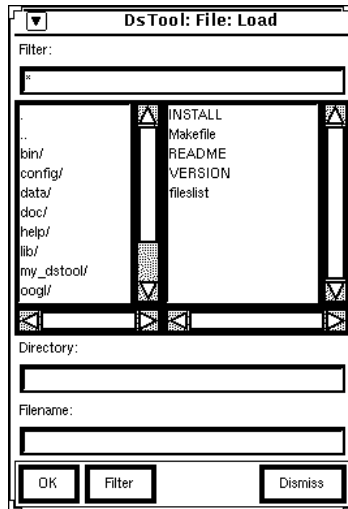 DsTool: File: Load
Filter:
*
.
..
bin/
config/
data/
doc/
help/
lib/
my_dstool/
oogl/
INSTALL
Makefile
README
VERSION
fileslist
Directory:
Filename:
OK Filter Dismiss